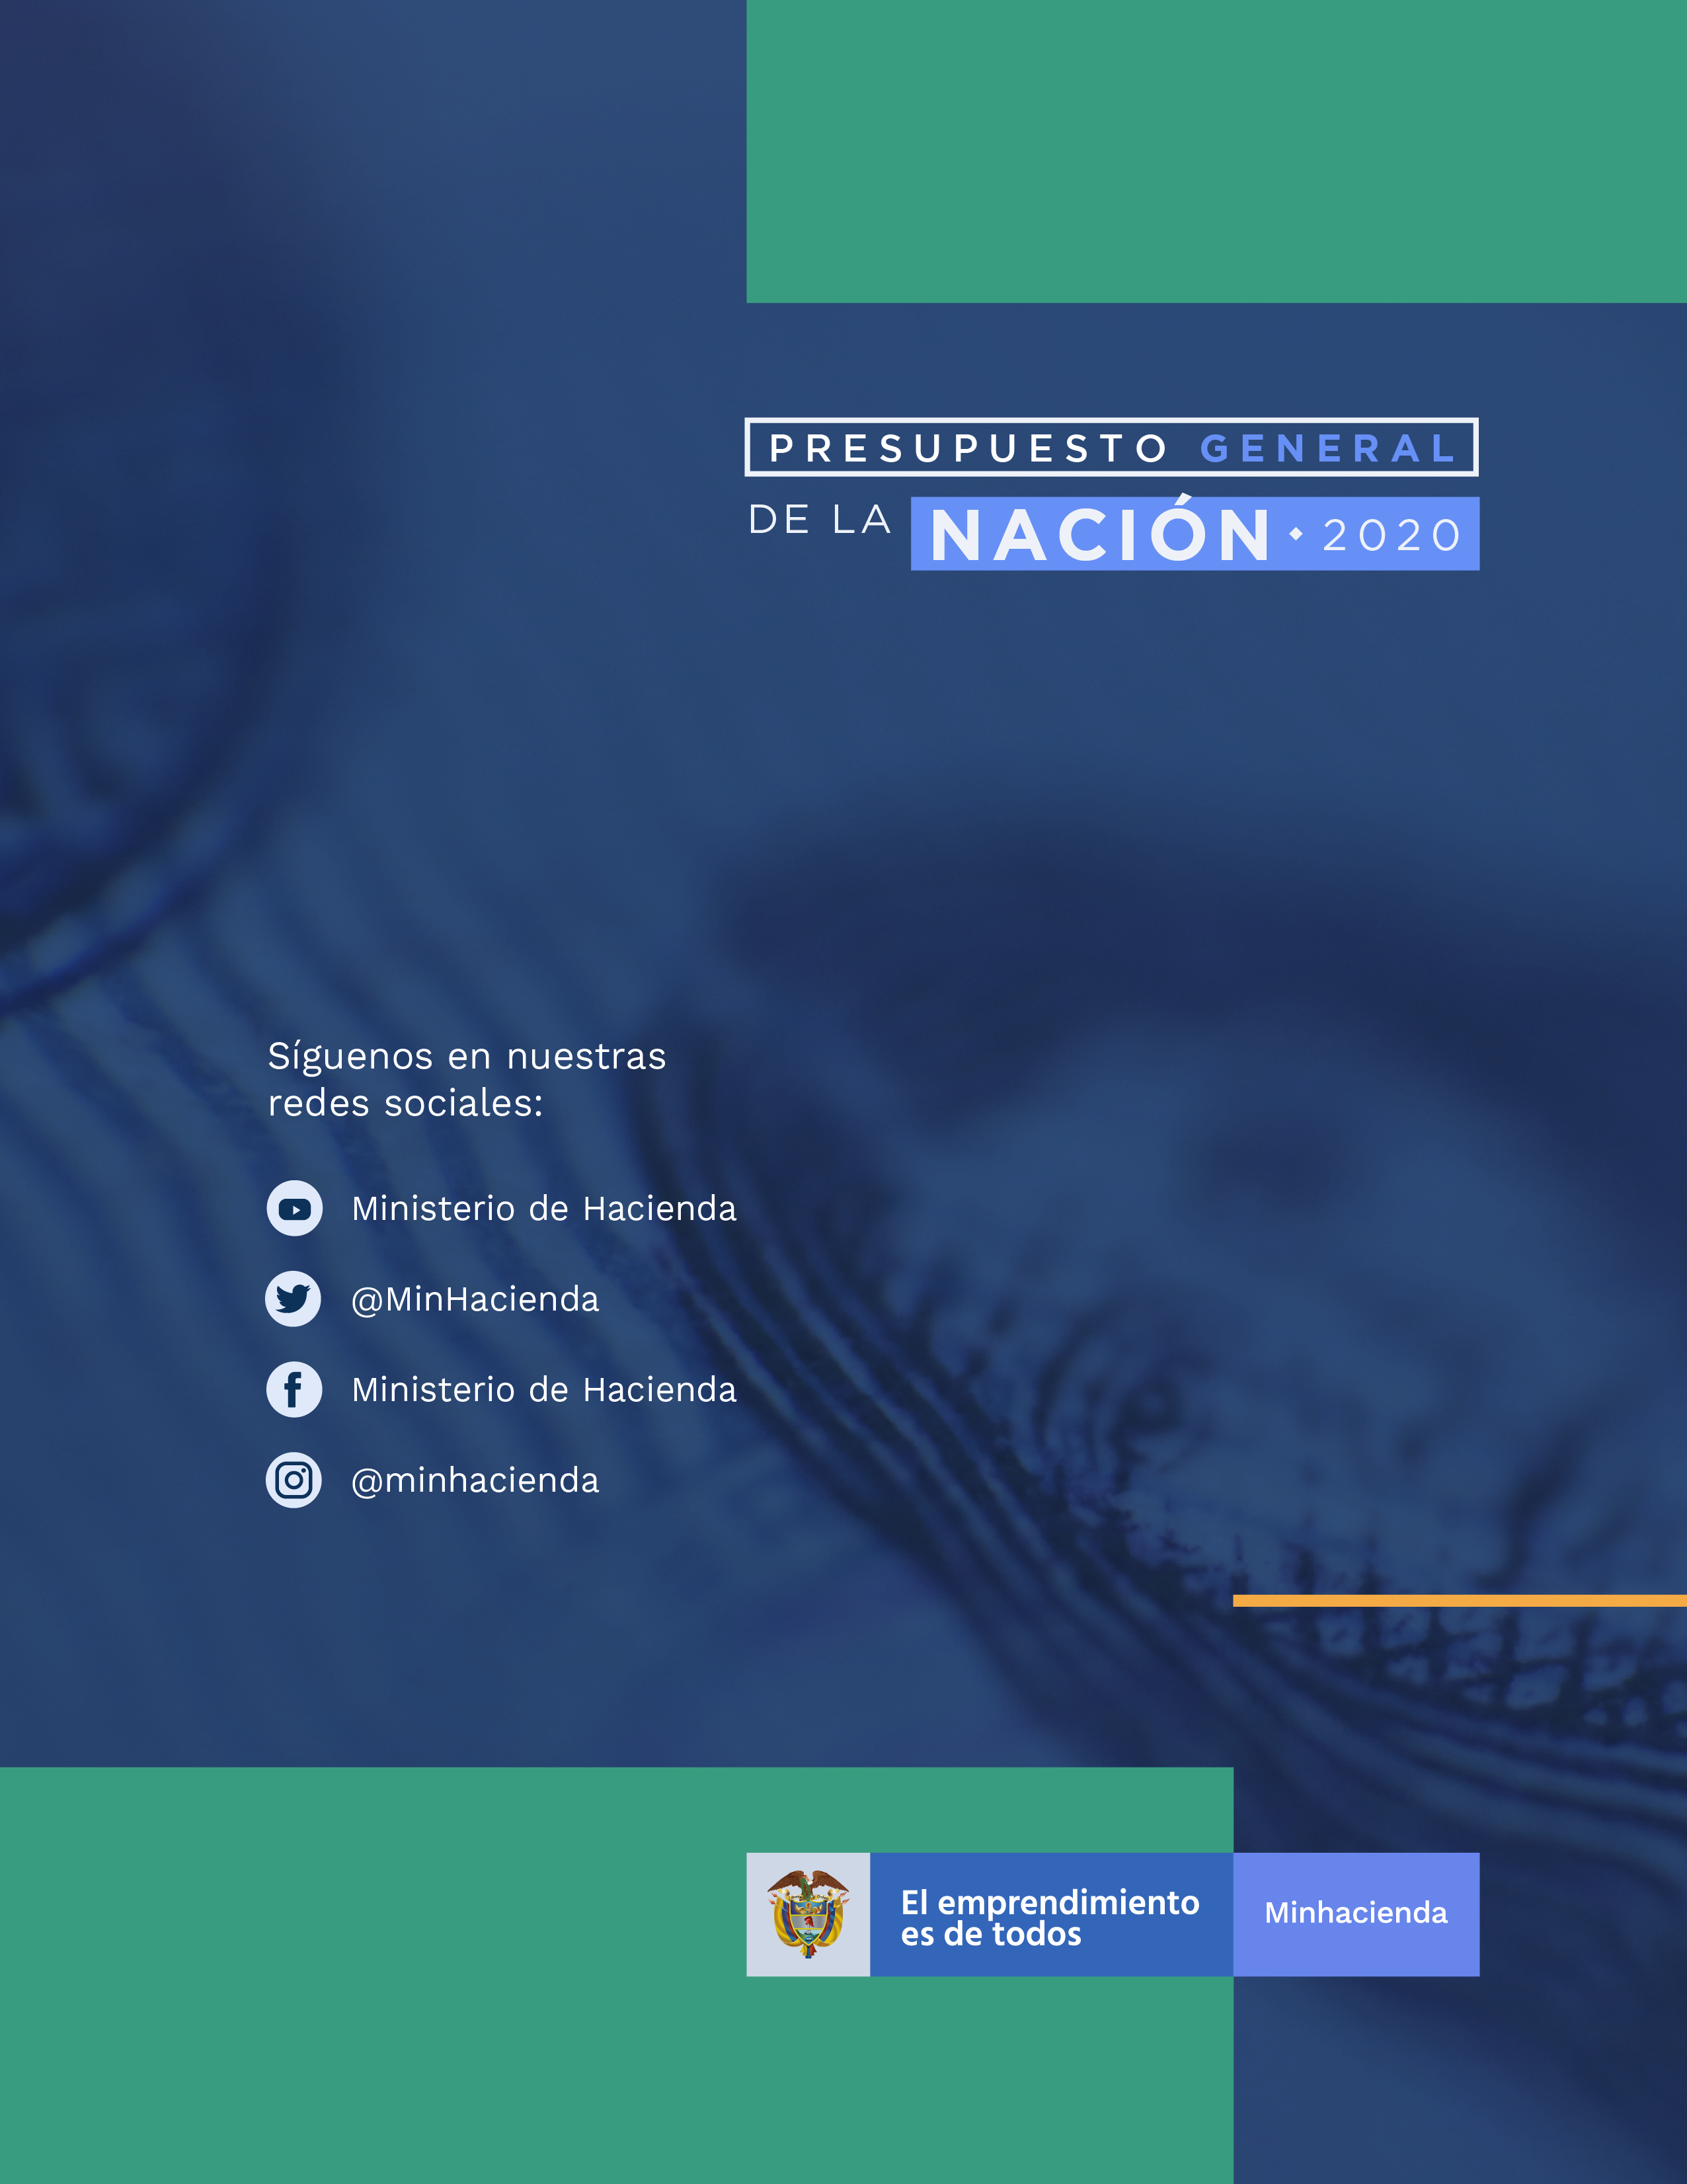 PRESUPUESTO GENERAL
DE LA NACIÓN 2020
Síguenos en nuestras
redes sociales:
Ministerio de Hacienda
@MinHacienda
Ministerio de Hacienda
@minhacienda
El emprendimiento
es de todos
Minhacienda